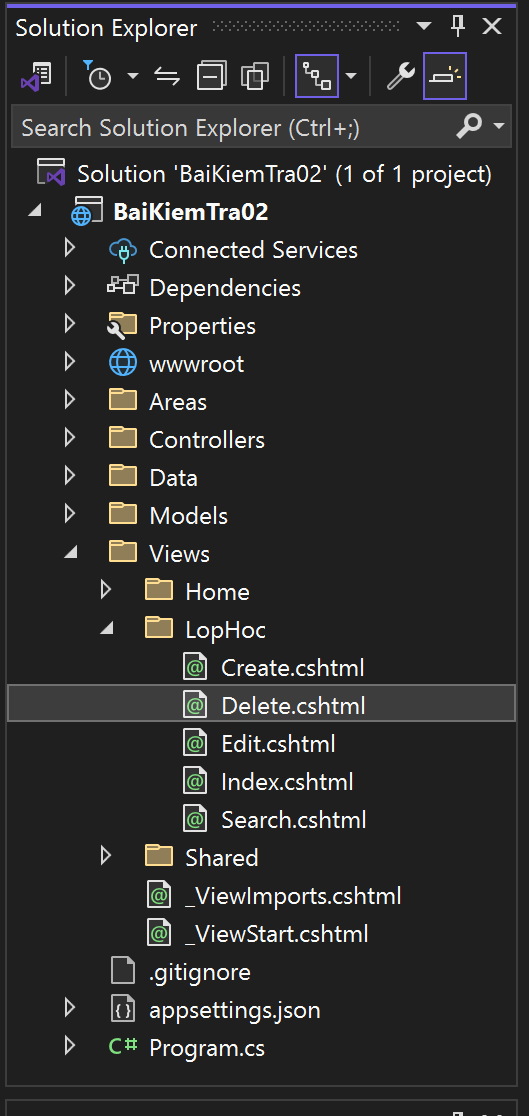 Solution Explorer
Search Solution Explorer (Ctrl+;)
Solution 'BaiKiemTra02' (1 of 1 project)
BaiKiemTra02
Connected Services
Dependencies
Properties
wwwroot
Areas
Controllers
Data
Models
Views
Home
LopHoc
Create.cshtml
Delete.cshtml
Edit.cshtml
Index.cshtml
Search.cshtml
Shared
_ViewImports.cshtml
_ViewStart.cshtml
.gitignore
appsettings.json
C# Program.cs